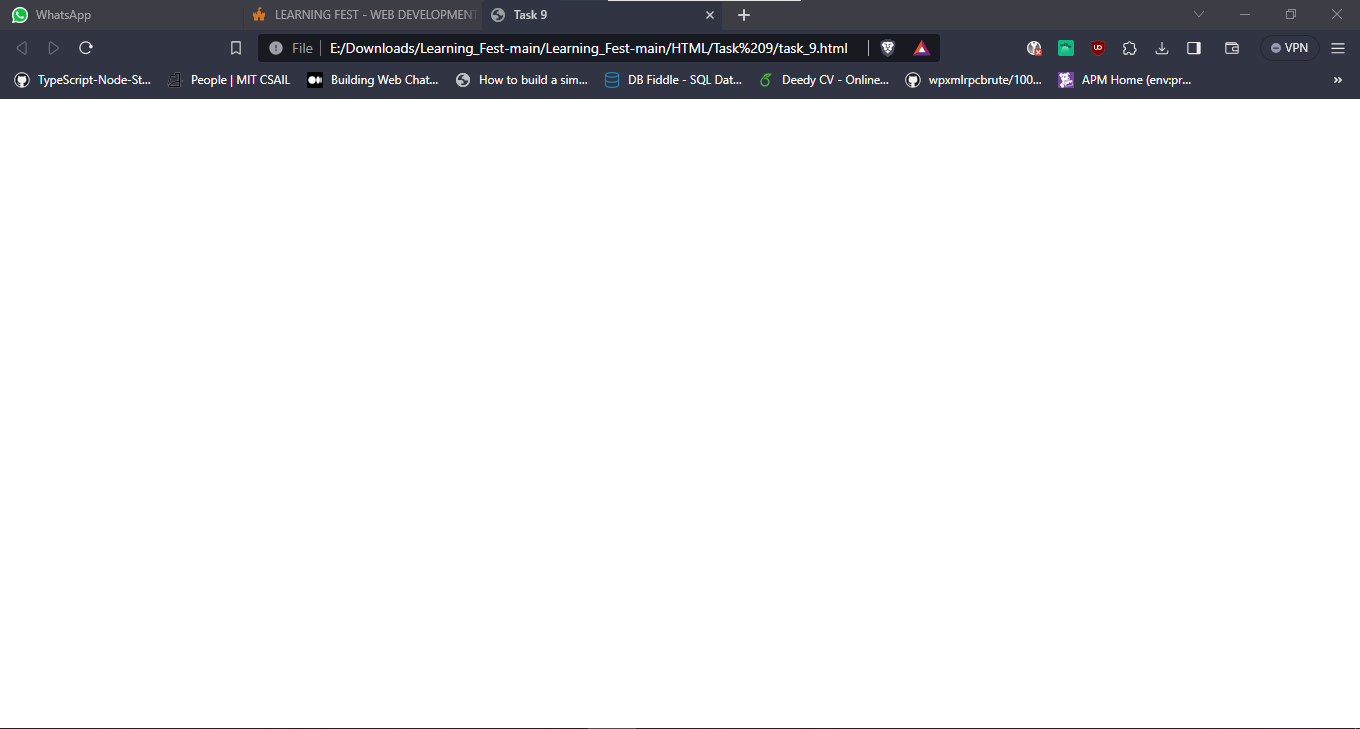 WhatsApp
LEARNING FEST - WEB DEVELOPMENT
Task 9
File
E:/Downloads/Learning_Fest-main/Learning_Fest-main/HTML/Task%209/task_9.html
UD
VPN
TypeScript-Node-St...
People | MIT CSAIL
Building Web Chat...
How to build a sim...
DB Fiddle - SQL Dat...
Deedy CV - Online...
wpxmlrpcbrute/100...
APM Home (env:pr...